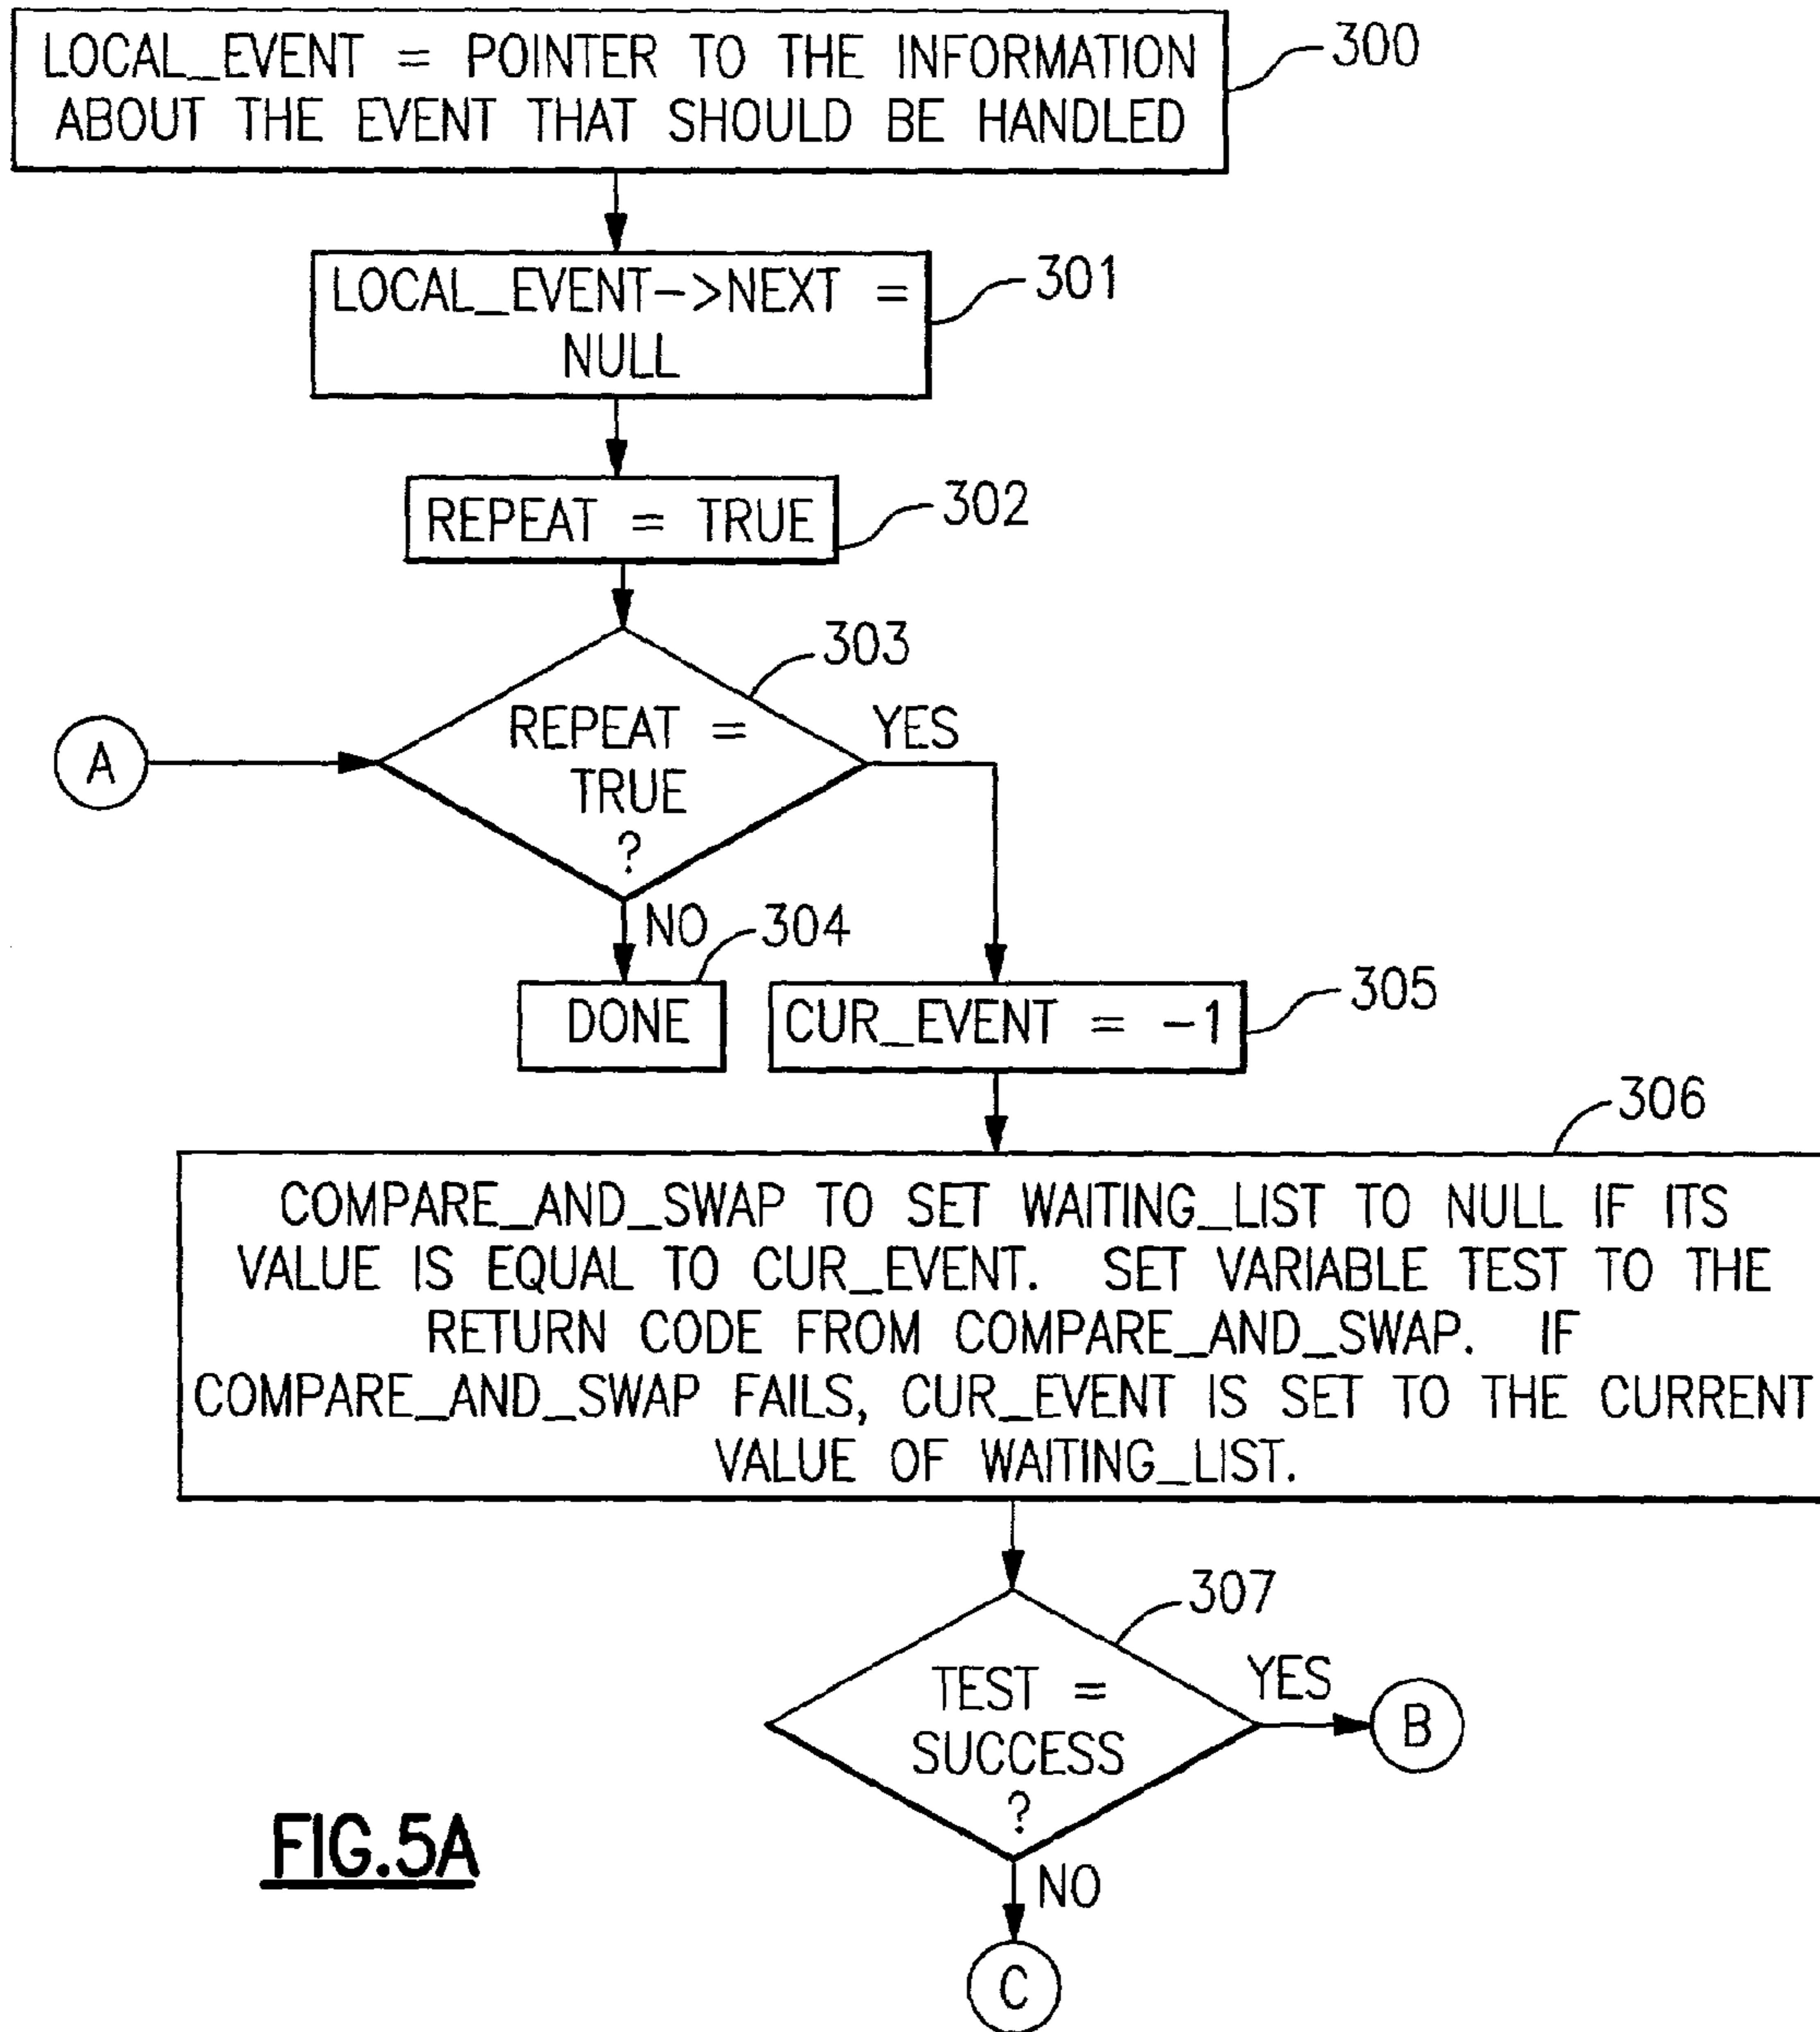 LOCAL_EVENT = POINTER TO THE INFORMATION
ABOUT THE EVENT THAT SHOULD BE HANDLED
300
LOCAL_EVENT->NEXT =
NULL
301
REPEAT = TRUE
302
303
REPEAT =
TRUE
?
YES
A
NO
304
DONE
CUR_EVENT = -1
305
306
COMPARE_AND_SWAP TO SET WAITING_LIST TO NULL IF ITS
VALUE IS EQUAL TO CUR_EVENT. SET VARIABLE TEST TO THE
RETURN CODE FROM COMPARE_AND_SWAP. IF
COMPARE_AND_SWAP FAILS, CUR_EVENT IS SET TO THE CURRENT
VALUE OF WAITING_LIST.
307
TEST =
SUCCESS
?
YES
B
NO
C
FIG.5A